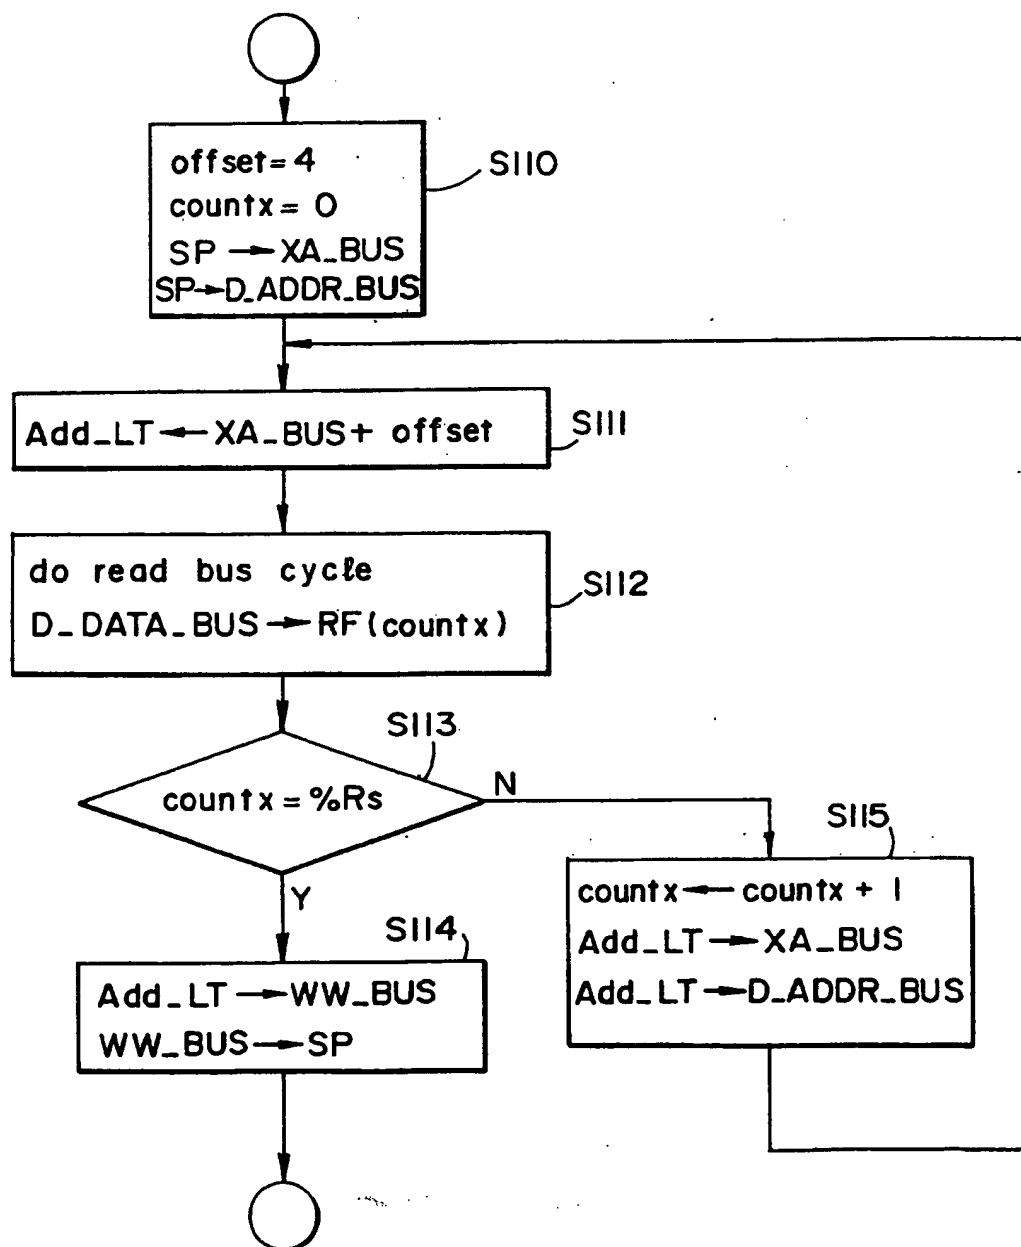 offset=4
countx=0
SP→XA_BUS
SP→D_ADDR_BUS
S110
Add_LT←XA_BUS+ offset
S111
do read bus cycle
D_DATA_BUS→RF(countx)
S112
S113
countx=%Rs
N
Y
S115
countx←countx+1
Add_LT→XA_BUS
Add_LT→D_ADDR_BUS
S114
Add_LT→WW_BUS
WW_BUS→SP